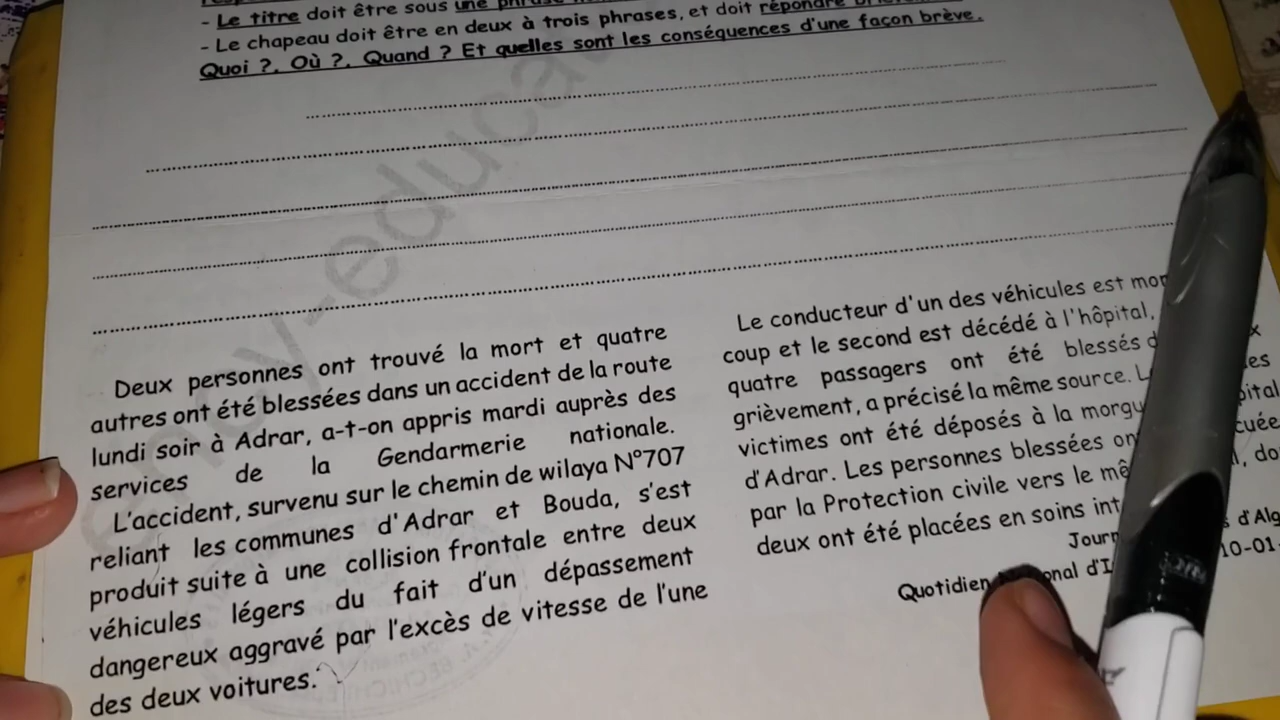 - Le titre doit être sous une phrase
- Le chapeau doit être en deux à trois phrases, et doit répondre
Quoi ?. Où ?. Quand ? Et quelles sont les conséquences d'une façon brève.
Deux personnes ont trouvé la mort et quatre
autres ont été blessées dans un accident de la route
lundi soir à Adrar, a-t-on appris mardi auprès des
services de la Gendarmerie nationale.
L'accident, survenu sur le chemin de wilaya N°707
reliant les communes d'Adrar et Bouda, s'est
produit suite à une collision frontale entre deux
véhicules légers du fait d'un dépassement
dangereux aggravé par l'excès de vitesse de l'une
des deux voitures.
Le conducteur d'un des véhicules est
coup et le second est décédé à l'hôpital,
quatre passagers ont été blessés
grièvement, a précisé la même source.
victimes ont été déposés à la
d'Adrar. Les personnes blessées
par la Protection civile vers le
deux ont été placées en soins
Quotidien
ency-educa